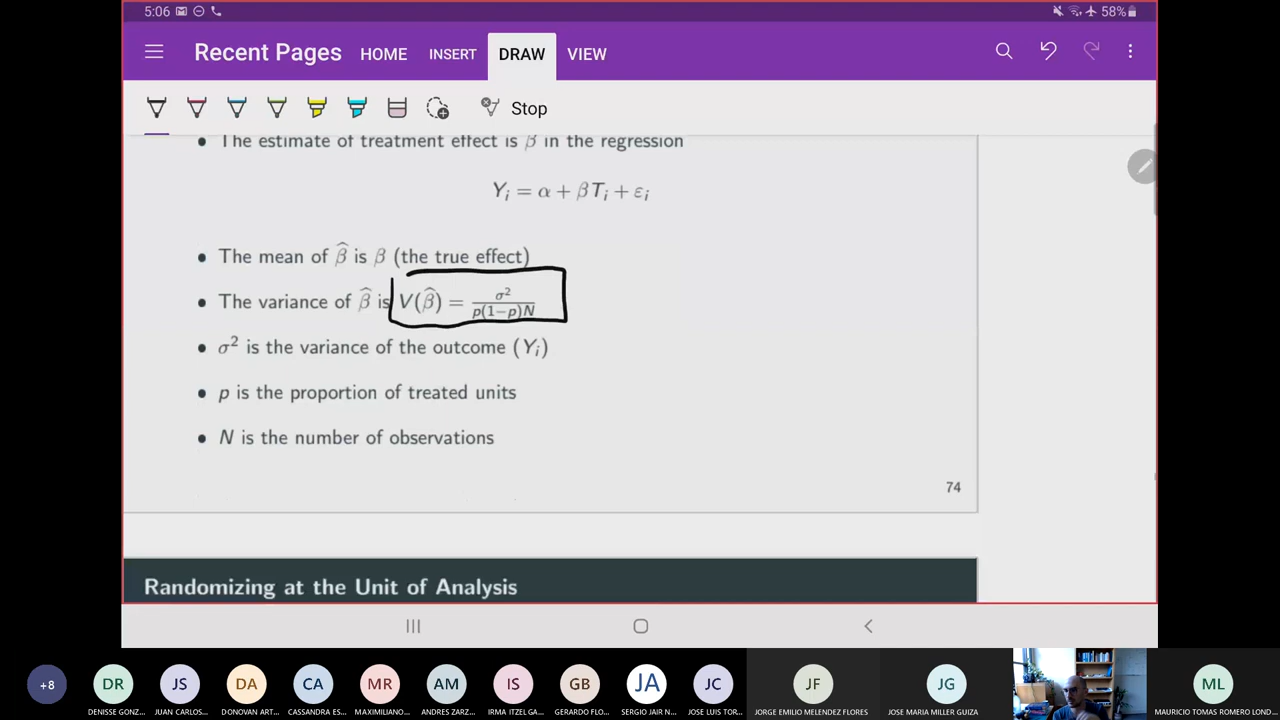 5:06 58%
Recent Pages HOME INSERT DRAW VIEW
Stop
• The estimate of treatment effect is β in the regression
Y_i = α + βT_i + ε_i
• The mean of β̂ is β (the true effect)
• The variance of β̂ is V(β̂) = σ²/p(1−p)N
• σ² is the variance of the outcome (Y_i)
• p is the proportion of treated units
• N is the number of observations
74
Randomizing at the Unit of Analysis
+8 DR JS DA CA MR AM IS GB JA JC JF JG ML
DENISSE GONZ... JUAN CARLOS... DONOVAN ART... CASSANDRA ES... MAXIMILIANO... ANDRES ZARZ... IRMA ITZEL GA... GERARDO FLO... SERGIO JAIR N... JOSE LUIS TOR... JORGE EMILIO MELENDEZ FLORES JOSE MARIA MILLER GUIZA MAURICIO TOMAS ROMERO LOND...